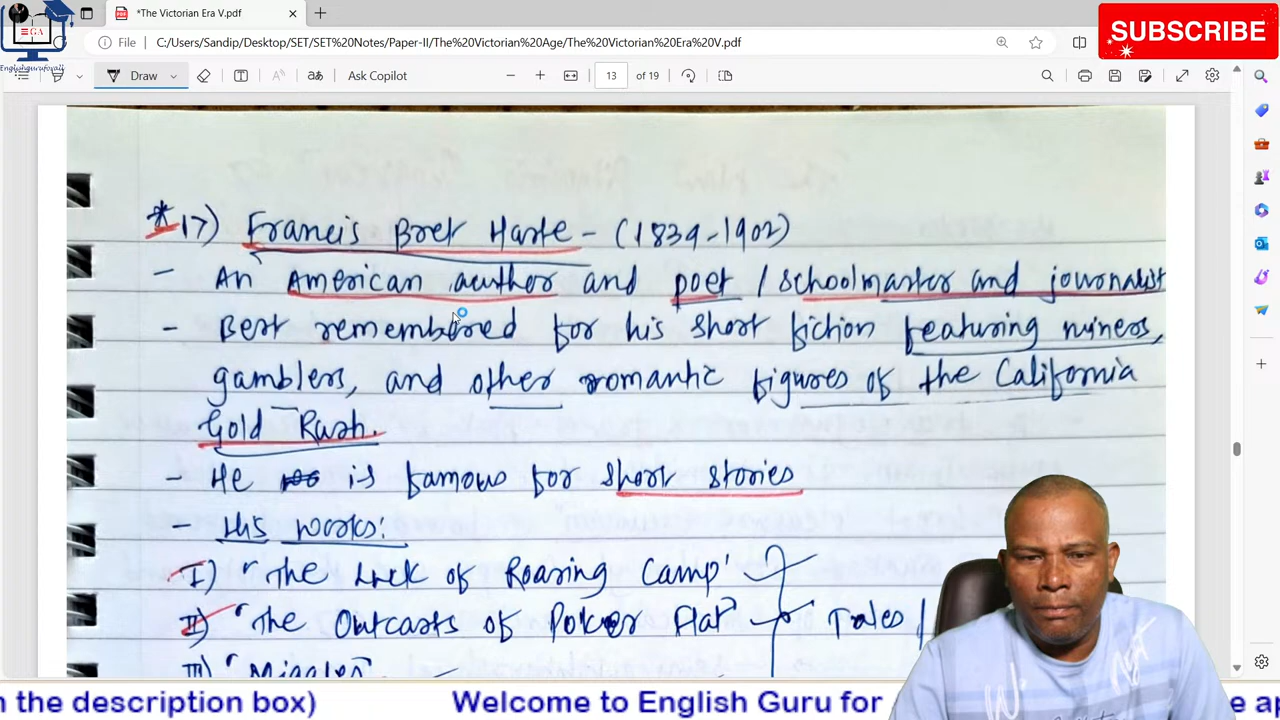 *The Victorian Era V.pdf
EGA
Englishguruforall
File
C:/Users/Sandip/Desktop/SET/SET%20Notes/Paper-II/The%20Victorian%20Age/The%20Victorian%20Era%20V.pdf
SUBSCRIBE
Draw
Ask Copilot
13 of 19
* 17) Francis Bret Harte - (1839-1902)
- An American author and poet / schoolmaster and journalist
- Best remembered for his short fiction featuring miners,
gamblers, and other romantic figures of the California
Gold Rush.
- He is famous for short stories
- His works:
I) "The Luck of Roaring Camp"
II) "The Outcasts of Poker Flat" Tales /
III) "Miggles"
n the description box)
Welcome to English Guru for